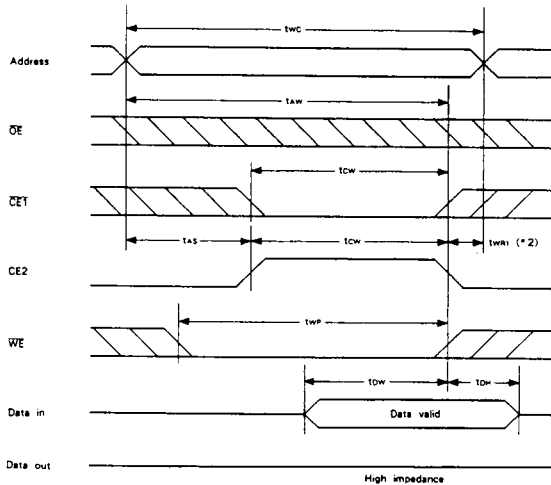 tWC
Address
tAW
OE
tCW
CE1
tAS
tCW
tWR1 (*2)
CE2
tWP
WE
tDW
tDH
Data in
Data valid
Data out
High impedance